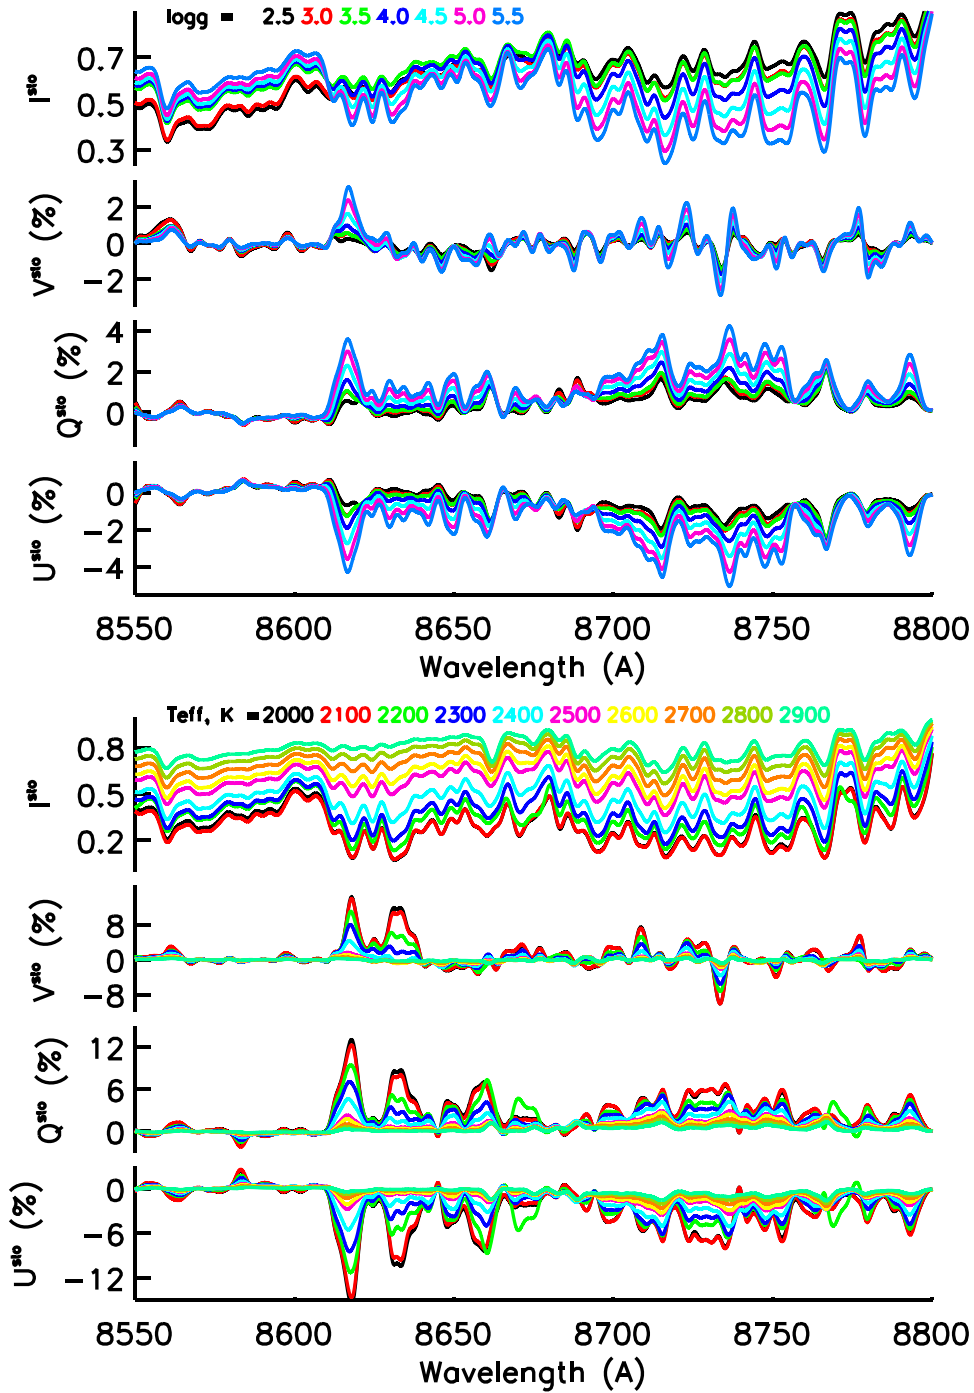 logg = 2.5 3.0 3.5 4.0 4.5 5.0 5.5
0.7
0.5
0.3
I sto
2
0
−2
V sto (%)
4
2
0
Q sto (%)
0
−2
−4
U sto (%)
8550 8600 8650 8700 8750 8800
Wavelength (A)
Teff, K =2000 2100 2200 2300 2400 2500 2600 2700 2800 2900
0.8
0.5
0.2
I sto
8
0
−8
V sto (%)
12
6
0
Q sto (%)
0
−6
−12
U sto (%)
8550 8600 8650 8700 8750 8800
Wavelength (A)